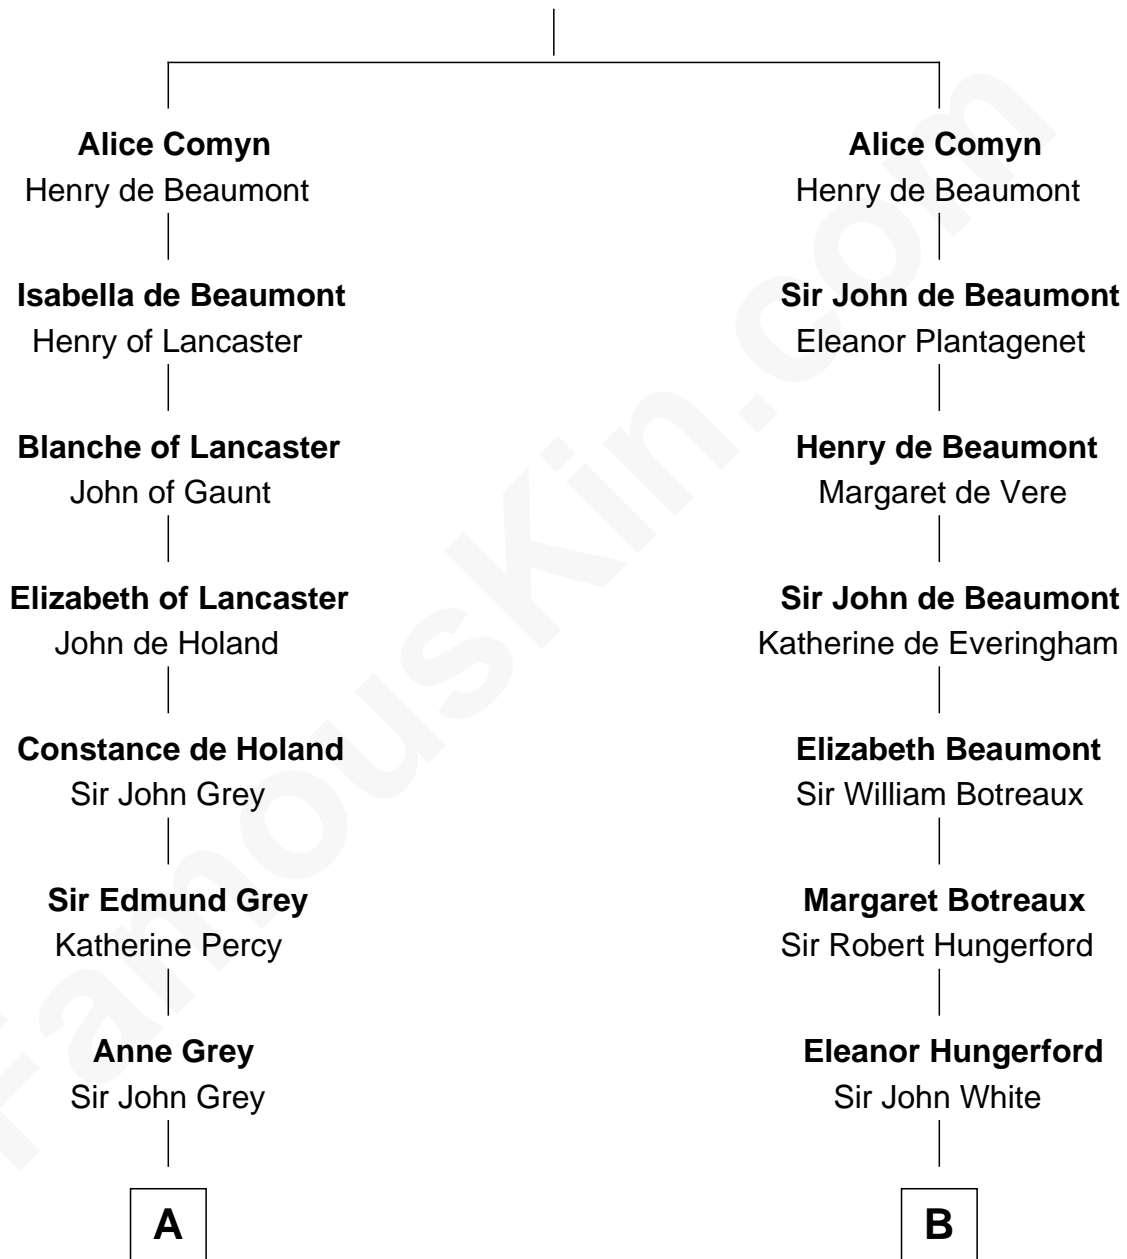 Alice Comyn
Henry de Beaumont
Isabella de Beaumont
Henry of Lancaster
Blanche of Lancaster
John of Gaunt
Elizabeth of Lancaster
John de Holand
Constance de Holand
Sir John Grey
Sir Edmund Grey
Katherine Percy
Anne Grey
Sir John Grey
A
Alice Comyn
Henry de Beaumont
Sir John de Beaumont
Eleanor Plantagenet
Henry de Beaumont
Margaret de Vere
Sir John de Beaumont
Katherine de Everingham
Elizabeth Beaumont
Sir William Botreaux
Margaret Botreaux
Sir Robert Hungerford
Eleanor Hungerford
Sir John White
B
FamousKin.com